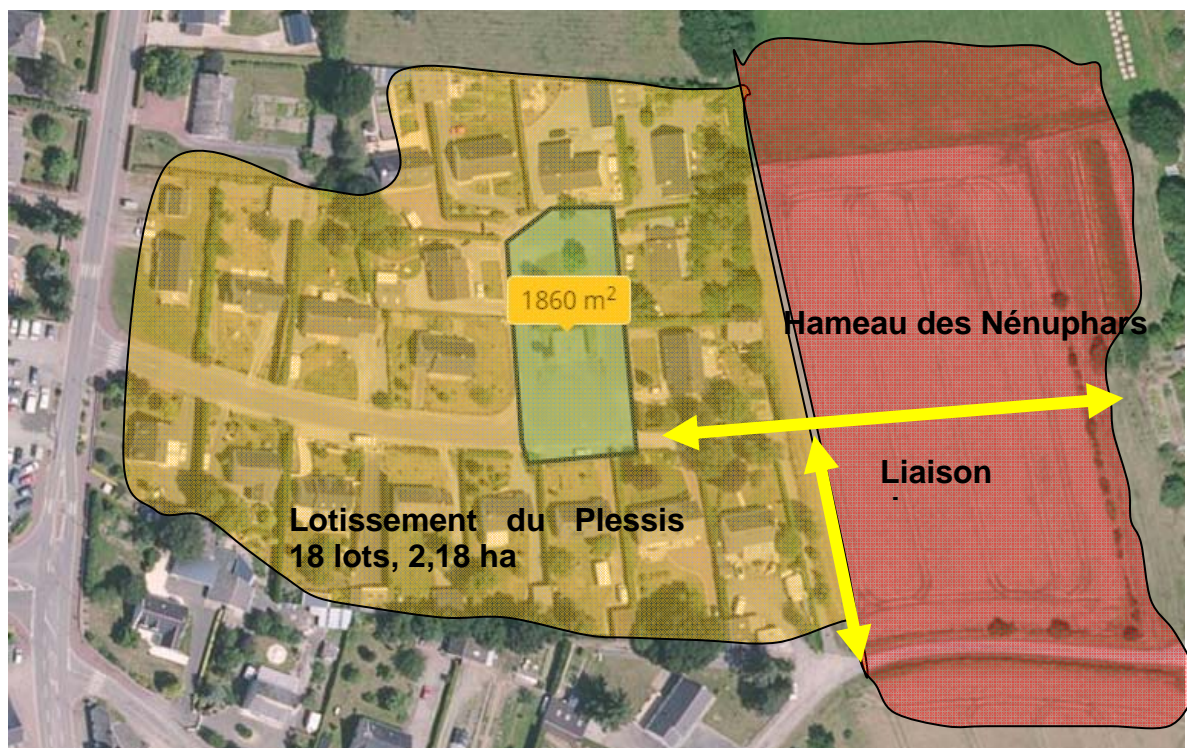 1860 m²
Hameau des Nénuphars
Liaison
Lotissement du Plessis
18 lots, 2,18 ha